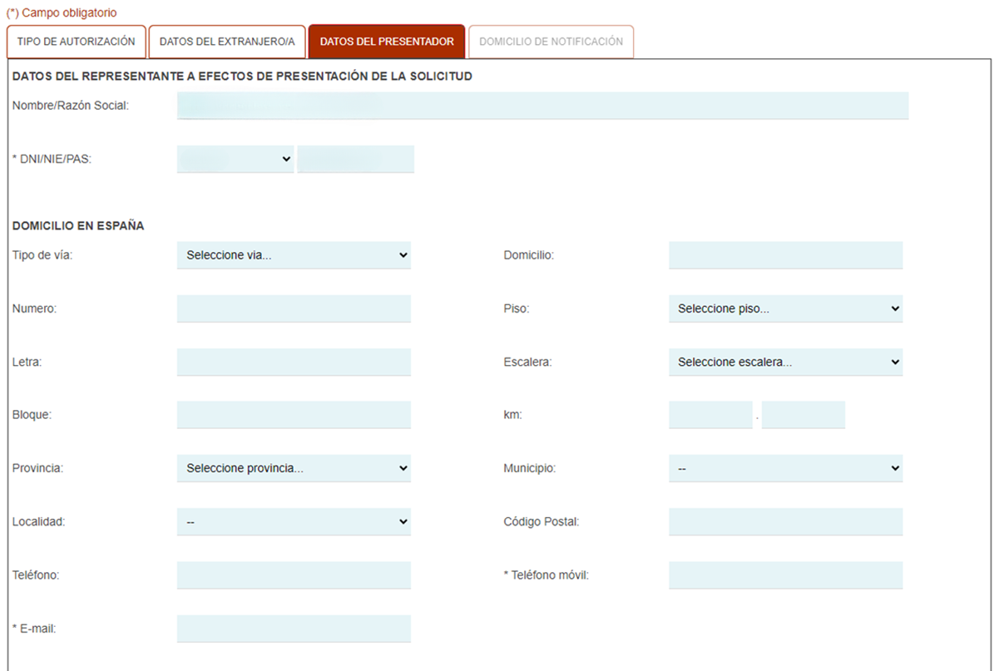 (*) Campo obligatorio
TIPO DE AUTORIZACIÓN DATOS DEL EXTRANJERO/A DATOS DEL PRESENTADOR DOMICILIO DE NOTIFICACIÓN
DATOS DEL REPRESENTANTE A EFECTOS DE PRESENTACIÓN DE LA SOLICITUD
Nombre/Razón Social:
* DNI/NIE/PAS:
DOMICILIO EN ESPAÑA
Tipo de vía: Seleccione via... Domicilio:
Numero: Piso: Seleccione piso...
Letra: Escalera: Seleccione escalera...
Bloque: km: .
Provincia: Seleccione provincia... Municipio: --
Localidad: -- Código Postal:
Teléfono: * Teléfono móvil:
* E-mail: